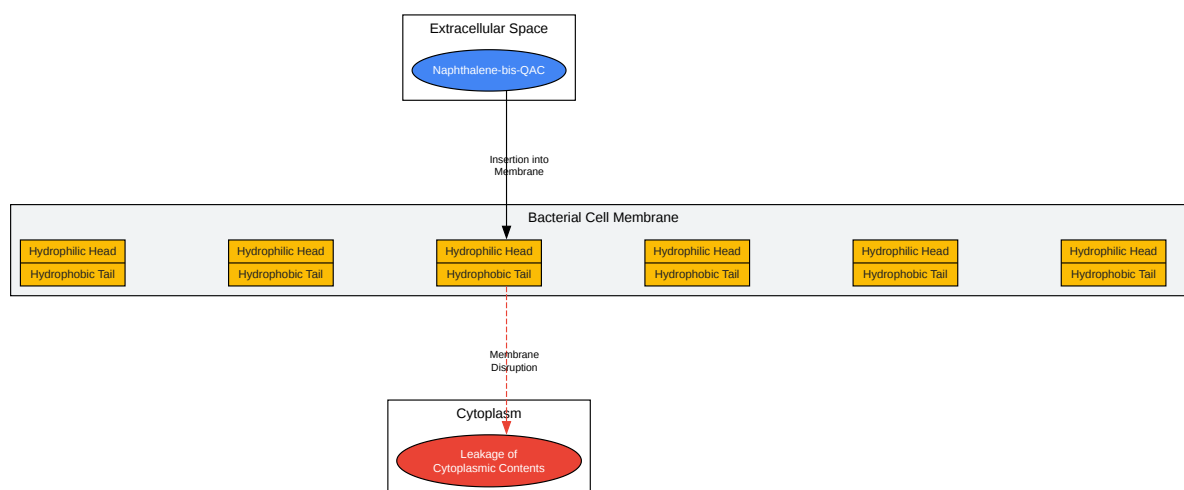 Extracellular Space
Naphthalene-bis-QAC
Insertion into
Membrane
Bacterial Cell Membrane
Hydrophilic Head Hydrophilic Head Hydrophilic Head Hydrophilic Head Hydrophilic Head Hydrophilic Head
Hydrophobic Tail Hydrophobic Tail Hydrophobic Tail Hydrophobic Tail Hydrophobic Tail Hydrophobic Tail
Membrane
Disruption
Cytoplasm
Leakage of
Cytoplasmic Contents